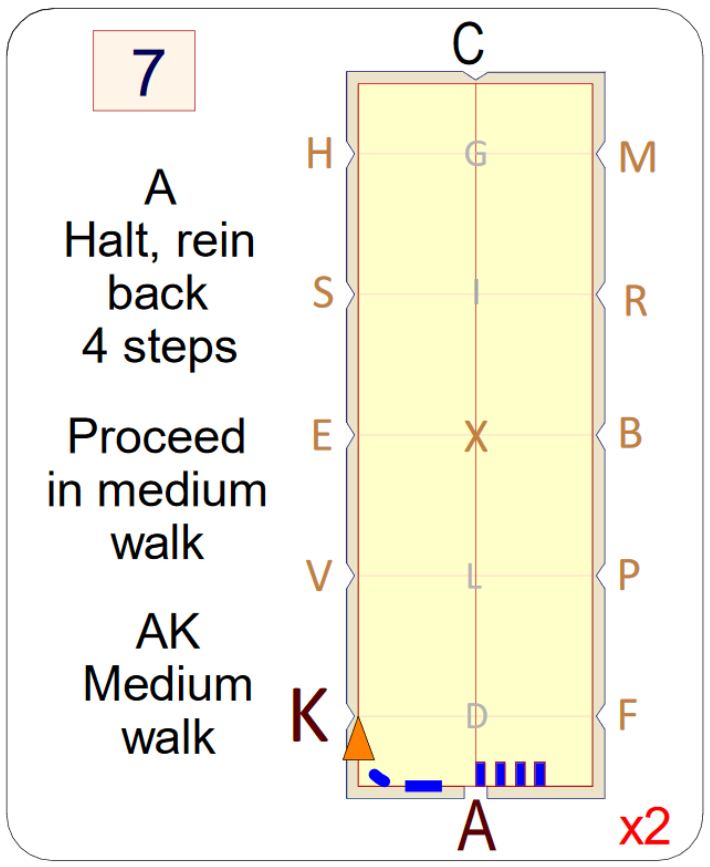 7
A
Halt, rein
back
4 steps
Proceed
in medium
walk
AK
Medium
walk
C
H G M
S I R
E X B
V L P
K D F
A
x2